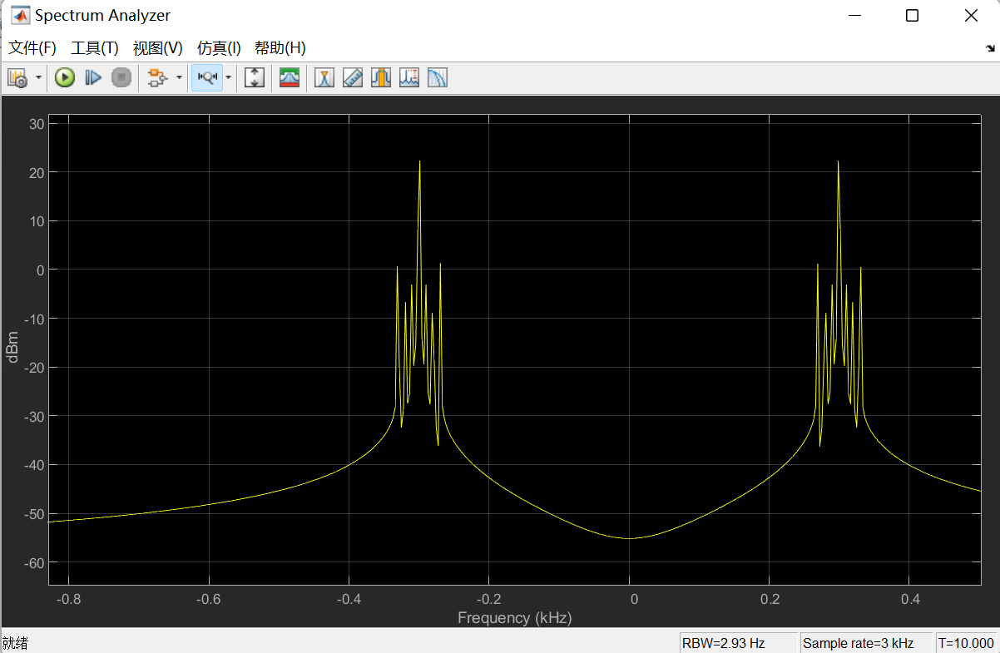 Spectrum Analyzer
文件(F) 工具(T) 视图(V) 仿真(I) 帮助(H)
30
20
10
0
-10
-20
-30
-40
-50
-60
dBm
-0.8 -0.6 -0.4 -0.2 0 0.2 0.4
Frequency (kHz)
就绪 RBW=2.93 Hz Sample rate=3 kHz T=10.000